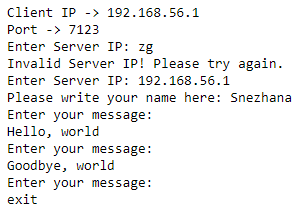 Client IP -> 192.168.56.1
Port -> 7123
Enter Server IP: zg
Invalid Server IP! Please try again.
Enter Server IP: 192.168.56.1
Please write your name here: Snezhana
Enter your message:
Hello, world
Enter your message:
Goodbye, world
Enter your message:
exit